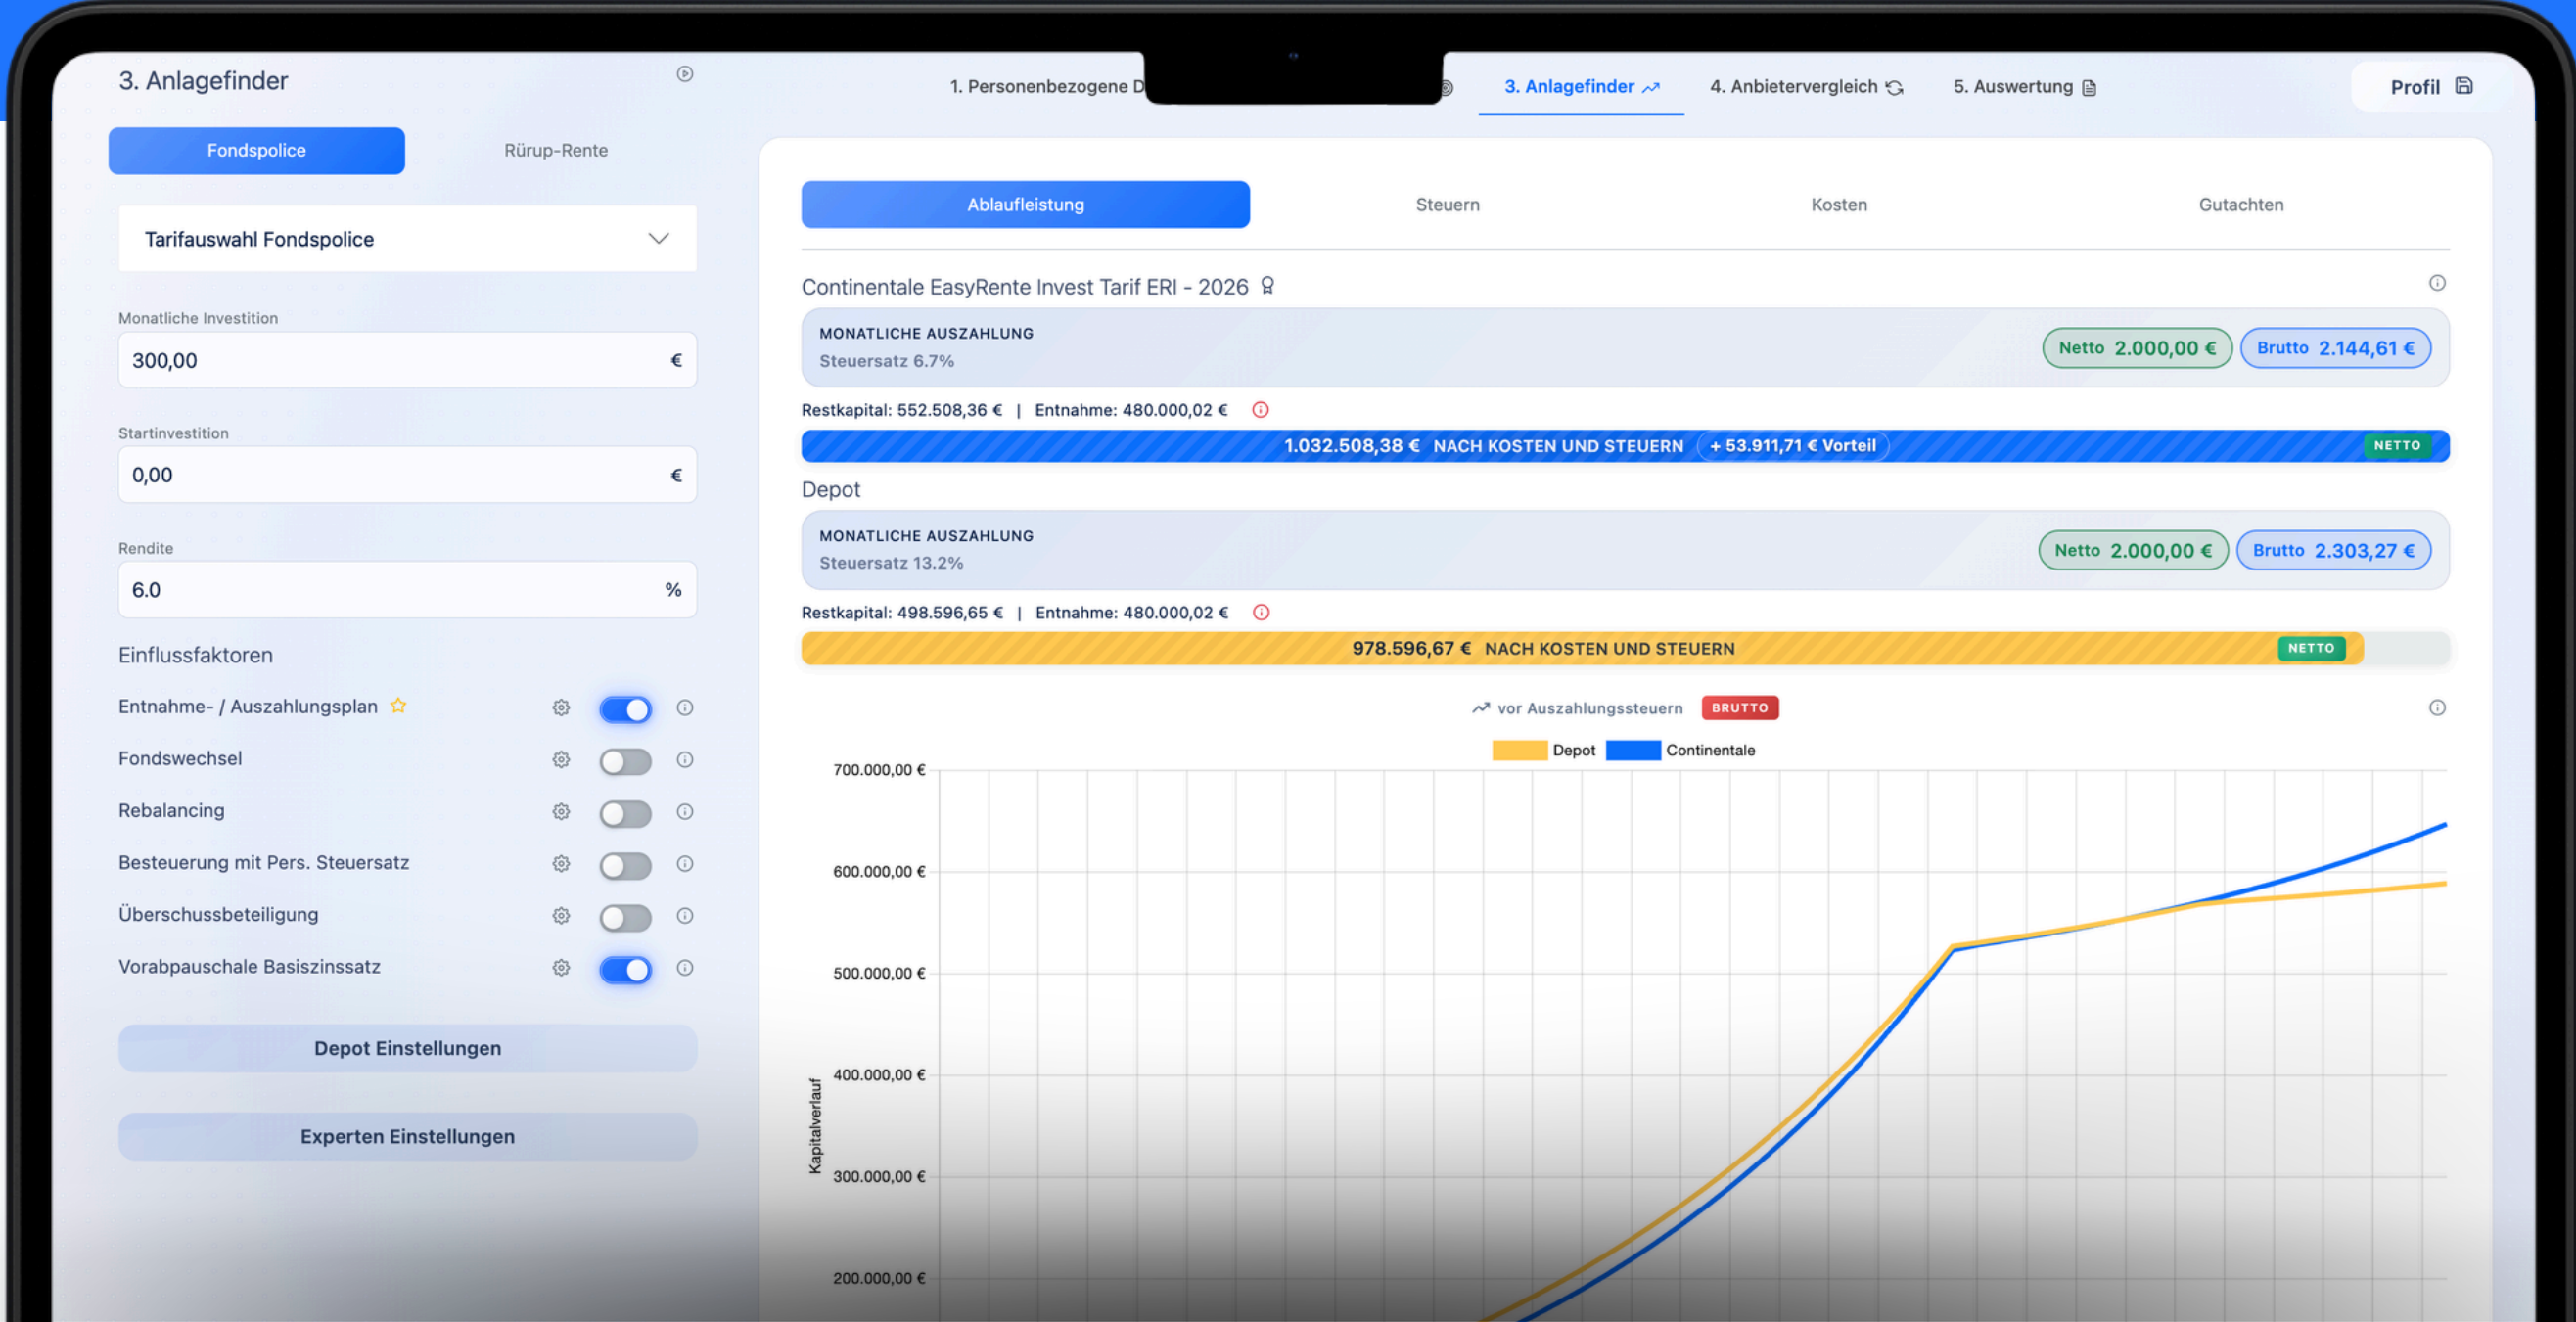 3. Anlagefinder
1. Personenbezogene D
3. Anlagefinder
4. Anbietervergleich
5. Auswertung
Profil
Fondspolice
Rürup-Rente
Tarifauswahl Fondspolice
Monatliche Investition
300,00 €
Startinvestition
0,00 €
Rendite
6.0 %
Einflussfaktoren
Entnahme- / Auszahlungsplan
Fondswechsel
Rebalancing
Besteuerung mit Pers. Steuersatz
Überschussbeteiligung
Vorabpauschale Basiszinssatz
Depot Einstellungen
Experten Einstellungen
Ablaufleistung
Steuern
Kosten
Gutachten
Continentale EasyRente Invest Tarif ERI - 2026
MONATLICHE AUSZAHLUNG
Steuersatz 6.7%
Netto 2.000,00 €
Brutto 2.144,61 €
Restkapital: 552.508,36 € | Entnahme: 480.000,02 €
1.032.508,38 € NACH KOSTEN UND STEUERN + 53.911,71 € Vorteil NETTO
Depot
MONATLICHE AUSZAHLUNG
Steuersatz 13.2%
Netto 2.000,00 €
Brutto 2.303,27 €
Restkapital: 498.596,65 € | Entnahme: 480.000,02 €
978.596,67 € NACH KOSTEN UND STEUERN NETTO
vor Auszahlungssteuern BRUTTO
Depot Continentale
700.000,00 €
600.000,00 €
500.000,00 €
400.000,00 €
300.000,00 €
200.000,00 €
Kapitalverlauf